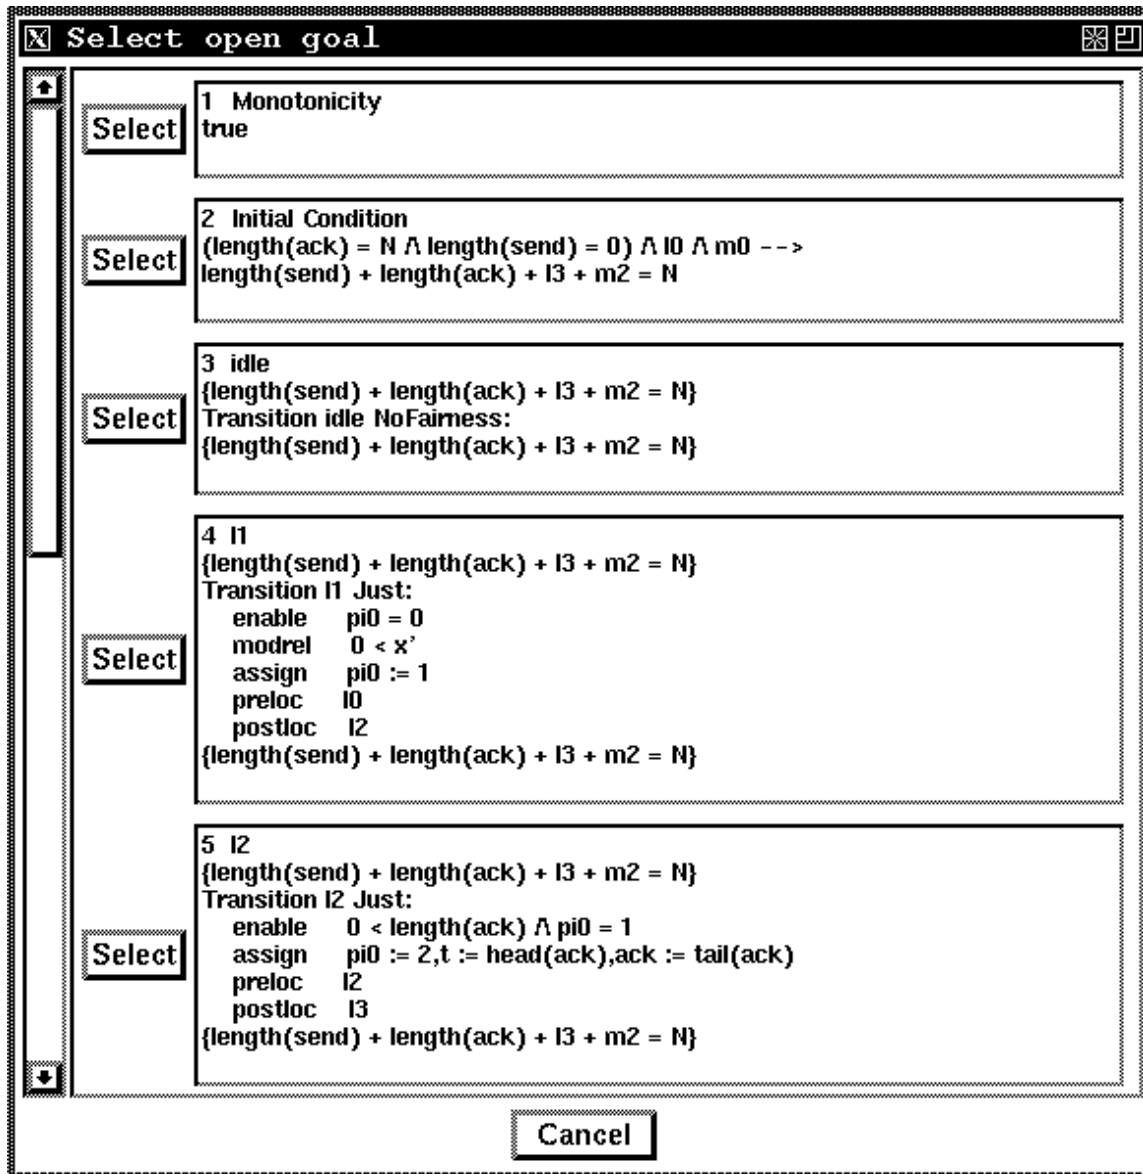 X Select open goal
Select
1 Monotonicity
true
Select
2 Initial Condition
(length(ack) = N /\ length(send) = 0) /\ l0 /\ m0 -->
length(send) + length(ack) + l3 + m2 = N
Select
3 idle
{length(send) + length(ack) + l3 + m2 = N}
Transition idle NoFairness:
{length(send) + length(ack) + l3 + m2 = N}
Select
4 l1
{length(send) + length(ack) + l3 + m2 = N}
Transition l1 Just:
enable pi0 = 0
modrel 0 < x'
assign pi0 := 1
preloc l0
postloc l2
{length(send) + length(ack) + l3 + m2 = N}
Select
5 l2
{length(send) + length(ack) + l3 + m2 = N}
Transition l2 Just:
enable 0 < length(ack) /\ pi0 = 1
assign pi0 := 2,t := head(ack),ack := tail(ack)
preloc l2
postloc l3
{length(send) + length(ack) + l3 + m2 = N}
Cancel